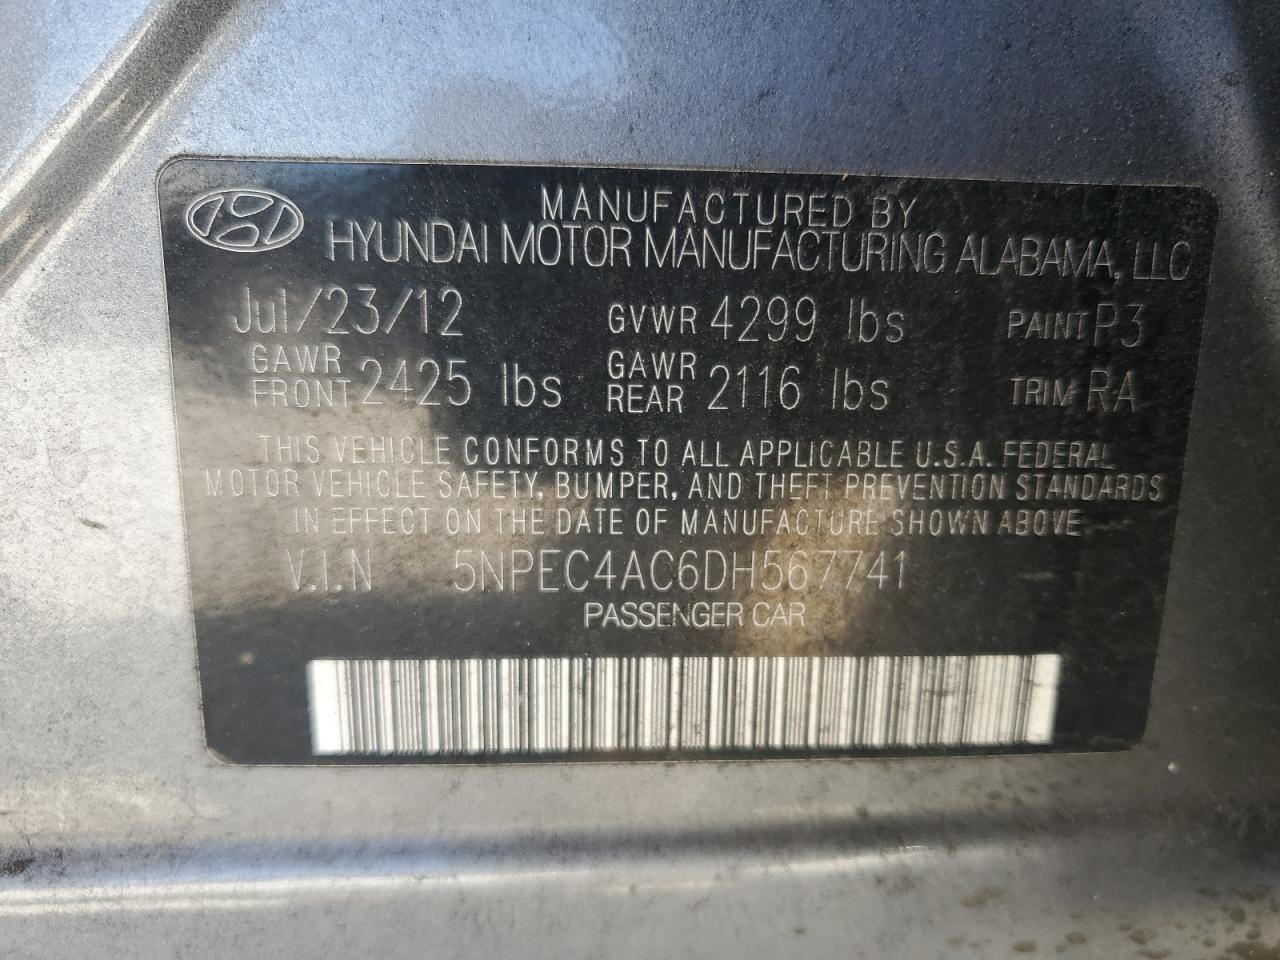 MANUFACTURED BY
HYUNDAI MOTOR MANUFACTURING ALABAMA, LLC
Jul/23/12 GVWR 4299 lbs PAINT P3
GAWR FRONT 2425 lbs GAWR REAR 2116 lbs TRIM RA
THIS VEHICLE CONFORMS TO ALL APPLICABLE U.S.A. FEDERAL
MOTOR VEHICLE SAFETY, BUMPER, AND THEFT PREVENTION STANDARDS
IN EFFECT ON THE DATE OF MANUFACTURE SHOWN ABOVE
V.I.N 5NPEC4AC6DH567741
PASSENGER CAR